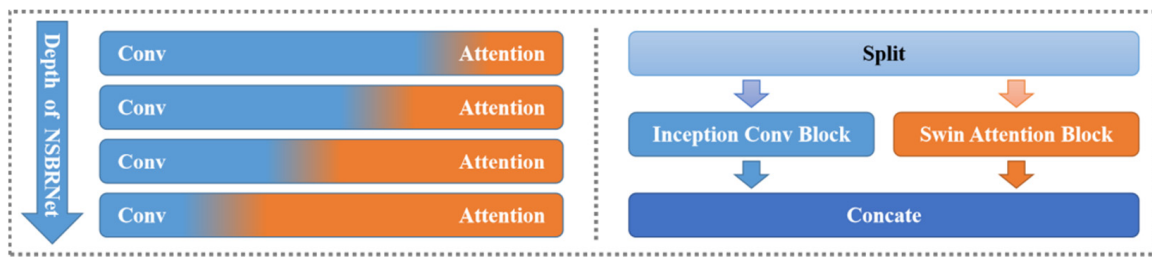 Depth of NSBRNet
Conv Attention
Conv Attention
Conv Attention
Conv Attention
Split
Inception Conv Block Swin Attention Block
Concate